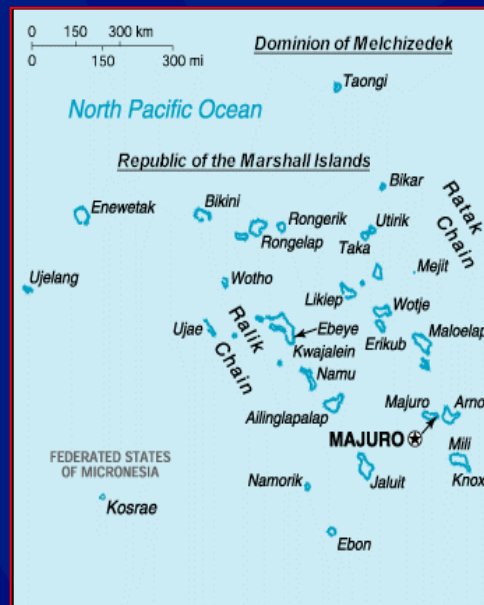 0 150 300 km
0 150 300 mi
Dominion of Melchizedek
Taongi
North Pacific Ocean
Republic of the Marshall Islands
Bikar
Ratak
Chain
Enewetak
Bikini
Rongerik
Utirik
Rongelap
Taka
Mejit
Ujelang
Wotho
Likiep
Wotje
Ralik
Chain
Ujae
Ebeye
Erikub
Maloelap
Kwajalein
Namu
Ailinglapalap
Majuro
Arno
MAJURO
Mili
FEDERATED STATES
OF MICRONESIA
Namorik
Jaluit
Knox
Kosrae
Ebon